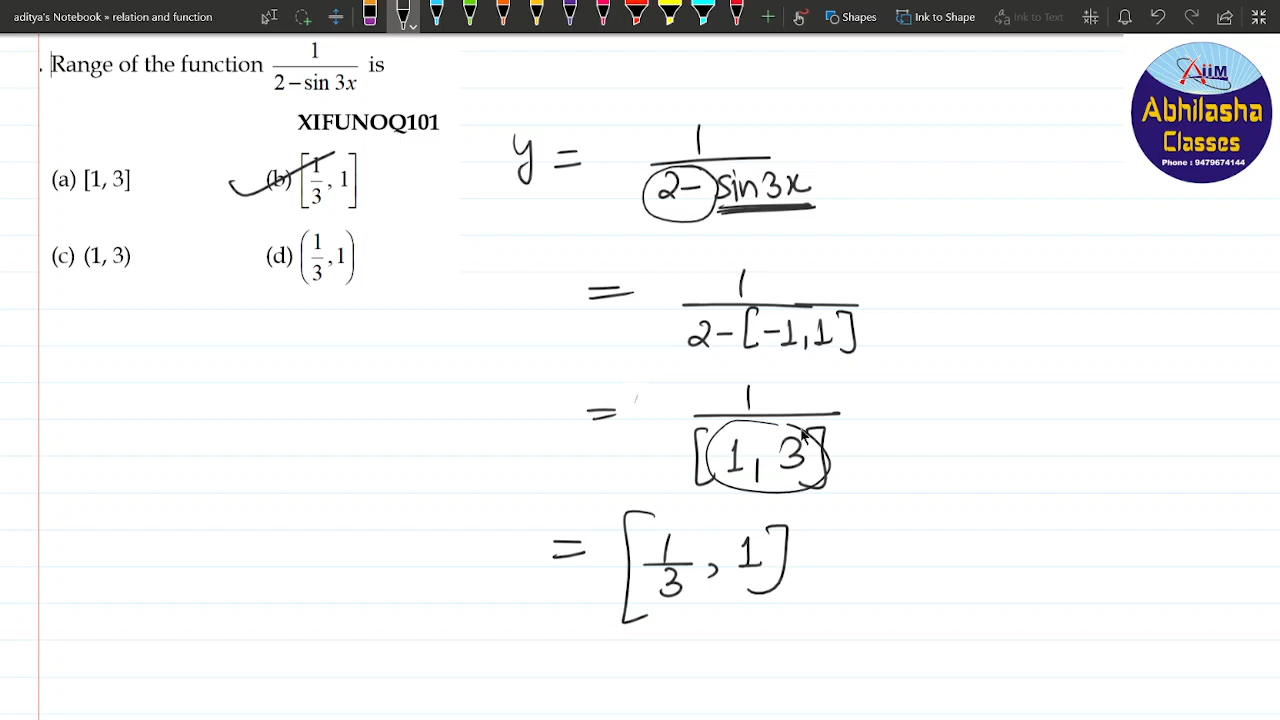 aditya's Notebook » relation and function
Shapes
Ink to Shape
Ink to Text
. Range of the function 1/(2−sin 3x) is
XIFUNOQ101
(a) [1, 3]
(b) [1/3, 1]
(c) (1, 3)
(d) (1/3, 1)
y = 1/(2− sin3x)
= 1/(2−[−1,1])
= 1/[1, 3]
= [1/3, 1]
AIIM
Abhilasha
Classes
Phone : 9479674144